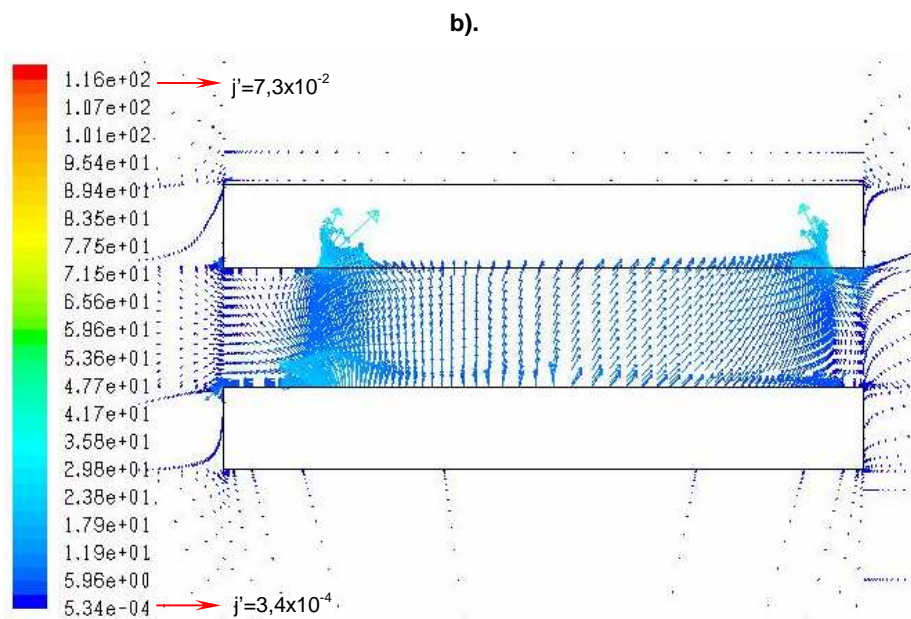 b).
1.16e+02 j'=7,3x10⁻²
1.07e+02
1.01e+02
9.54e+01
8.94e+01
8.35e+01
7.75e+01
7.15e+01
6.56e+01
5.96e+01
5.36e+01
4.77e+01
4.17e+01
3.58e+01
2.98e+01
2.38e+01
1.79e+01
1.19e+01
5.96e+00
5.34e-04 j'=3,4x10⁻⁴